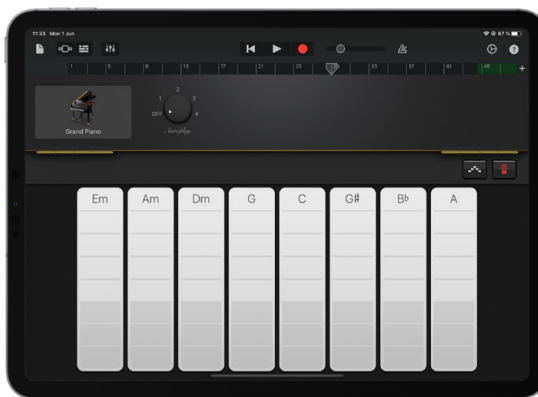 11:33 Mon 1 Jun
67 %
1 5 9 13 17 21 25 29 33 37 41 45
+
2
1 3
OFF 4
Grand Piano
Autoplay
Em Am Dm G C G# B♭ A